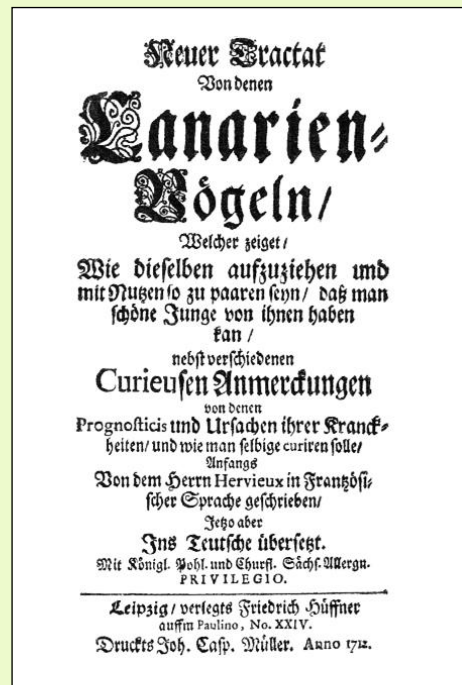 Neuer Tractat
Von denen
Canarien-
Vögeln/
Welcher zeiget/
Wie dieselben aufzuziehen und
mit Nutzen so zu paaren seyn/ daß man
schöne Junge von ihnen haben
kan/
nebst verschiedenen
Curieusen Anmerckungen
von denen
Prognosticis und Ursachen ihrer Kranck-
heiten/ und wie man selbige curiren solle/
Anfangs
Von dem Herrn Hervieux in Frantzösi-
scher Sprache geschrieben/
Jetzo aber
Ins Teutsche übersetzt.
Mit Königl. Pohl. und Churfl. Sächs. Allergn.
PRIVILEGIO.
Leipzig/ verlegts Friedrich Hüffner
auffm Paulino, No. XXIV.
Druckts Joh. Casp. Müller. Anno 1712.